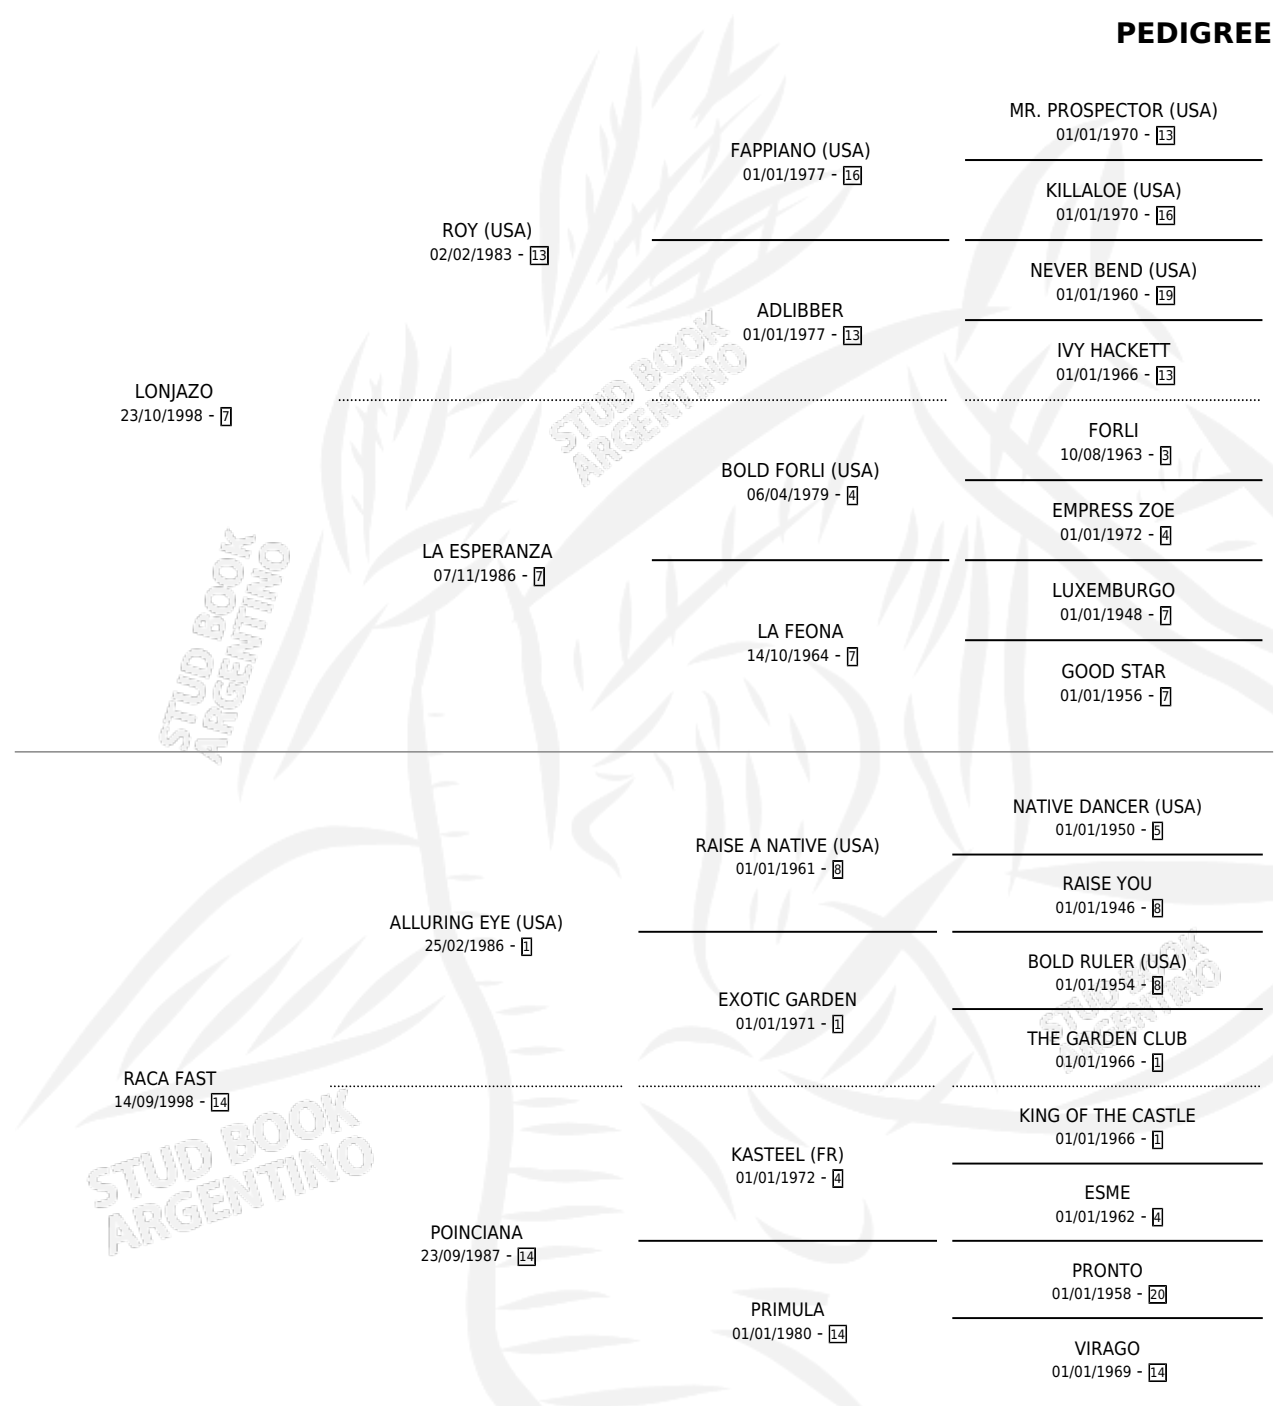 PEDIGREE
MR. PROSPECTOR (USA)
01/01/1970 - 13
FAPPIANO (USA)
01/01/1977 - 16
KILLALOE (USA)
01/01/1970 - 16
ROY (USA)
02/02/1983 - 13
NEVER BEND (USA)
01/01/1960 - 19
ADLIBBER
01/01/1977 - 13
IVY HACKETT
01/01/1966 - 13
LONJAZO
23/10/1998 - 7
FORLI
10/08/1963 - 3
BOLD FORLI (USA)
06/04/1979 - 4
EMPRESS ZOE
01/01/1972 - 4
LA ESPERANZA
07/11/1986 - 7
LUXEMBURGO
01/01/1948 - 7
LA FEONA
14/10/1964 - 7
GOOD STAR
01/01/1956 - 7
NATIVE DANCER (USA)
01/01/1950 - 5
RAISE A NATIVE (USA)
01/01/1961 - 8
RAISE YOU
01/01/1946 - 8
ALLURING EYE (USA)
25/02/1986 - 1
BOLD RULER (USA)
01/01/1954 - 8
EXOTIC GARDEN
01/01/1971 - 1
THE GARDEN CLUB
01/01/1966 - 1
RACA FAST
14/09/1998 - 14
KING OF THE CASTLE
01/01/1966 - 1
KASTEEL (FR)
01/01/1972 - 4
ESME
01/01/1962 - 4
POINCIANA
23/09/1987 - 14
PRONTO
01/01/1958 - 20
PRIMULA
01/01/1980 - 14
VIRAGO
01/01/1969 - 14
STUD BOOK
ARGENTINO
STUD BOOK
ARGENTINO
STUD BOOK
ARGENTINO
STUD BOOK
ARGENTINO